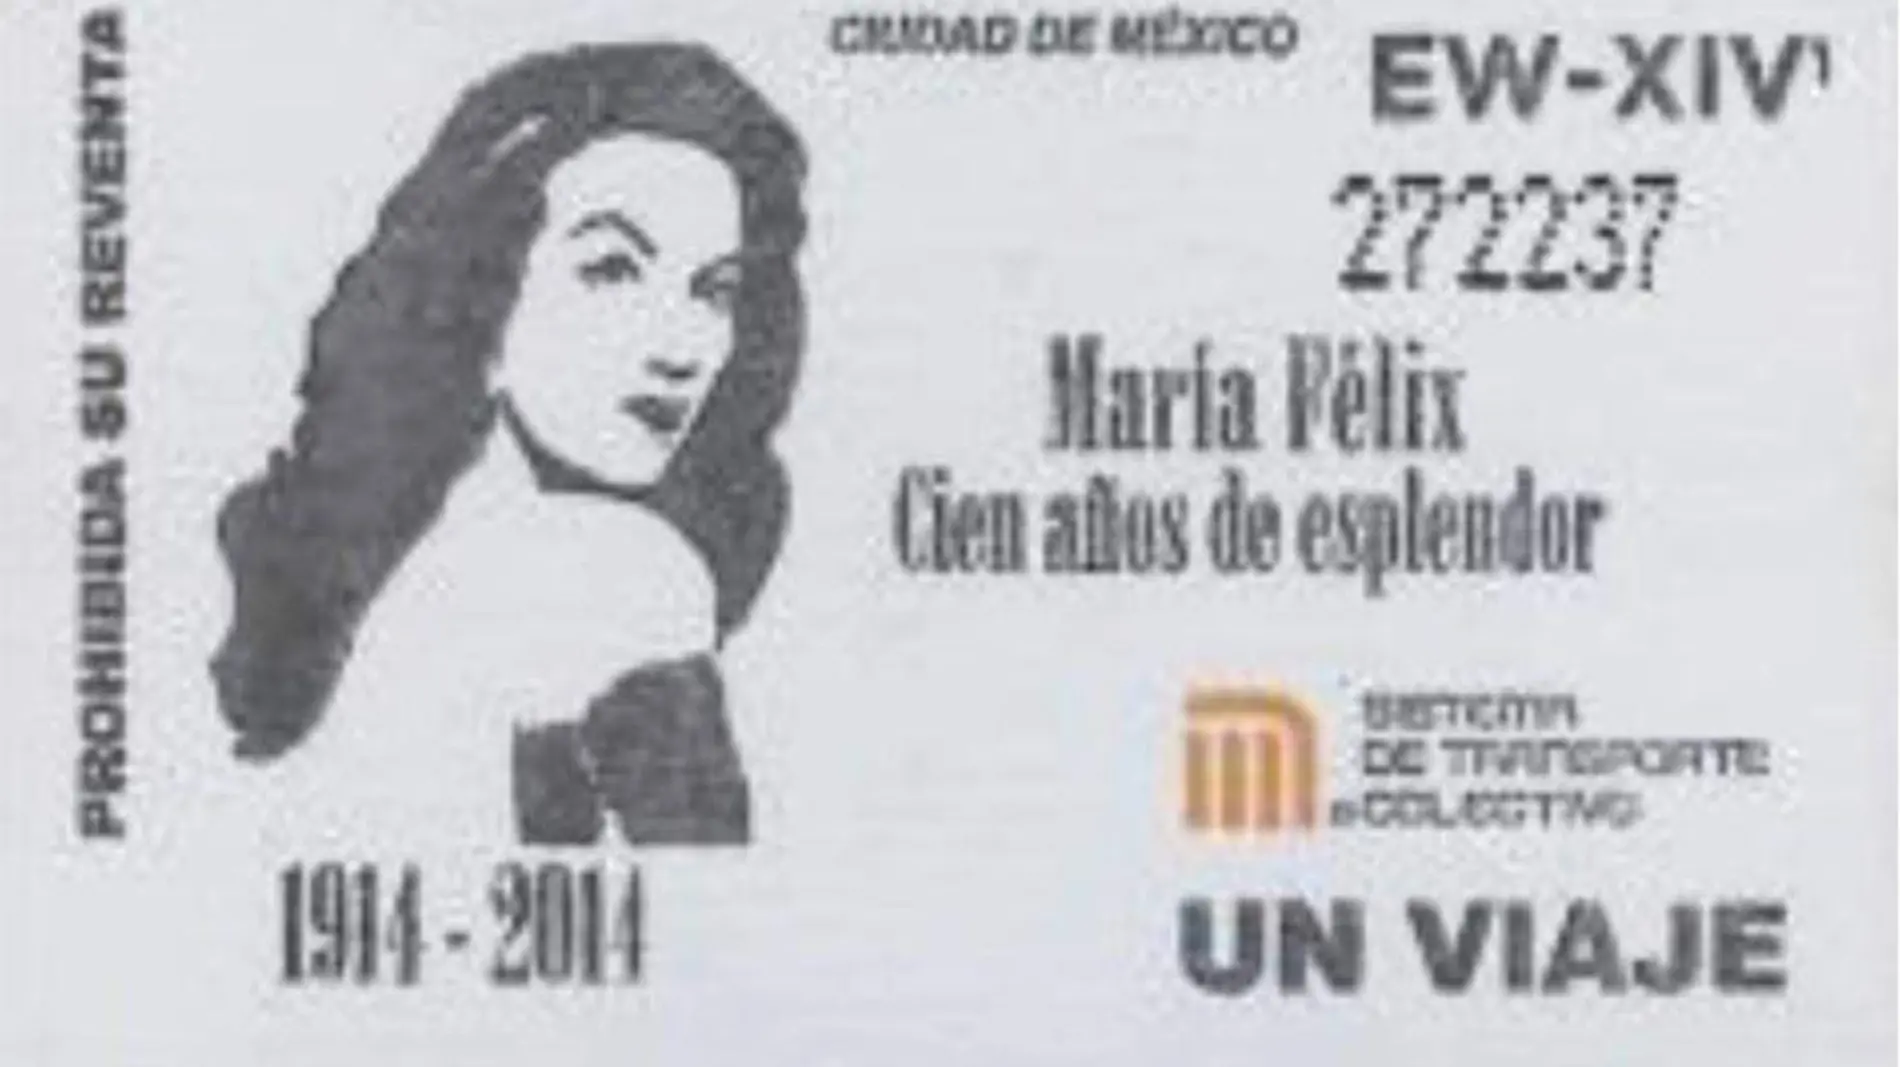 PROHIBIDA SU REVENTA
CIUDAD DE MÉXICO
EW-XIV
272237
María Félix
Cien años de esplendor
SISTEMA
DE TRANSPORTE
COLECTIVO
1914 - 2014
UN VIAJE